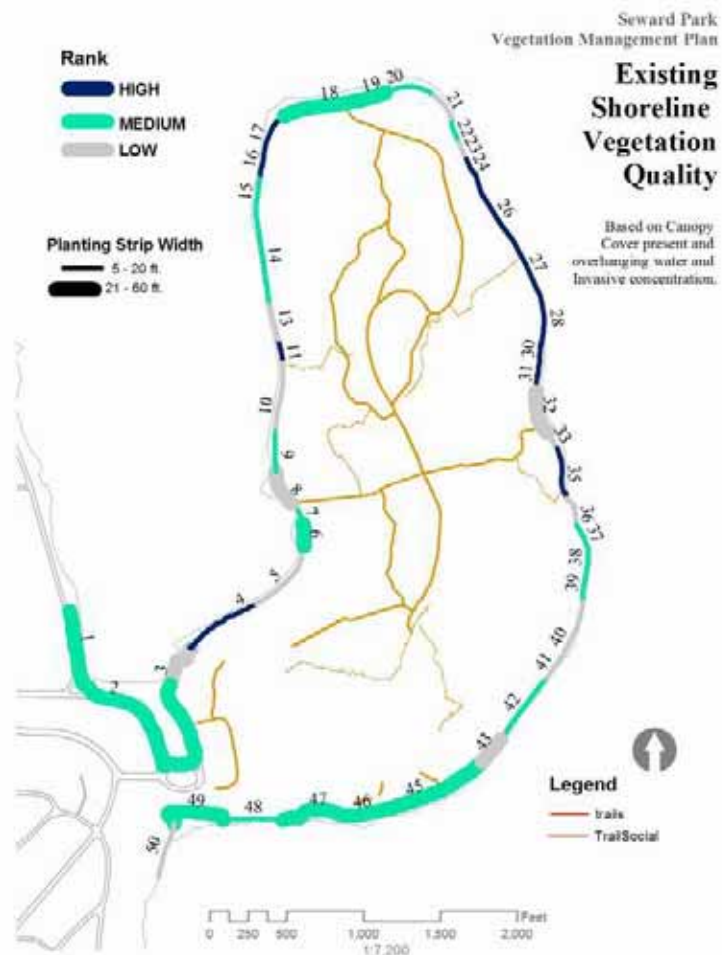 Seward Park
Vegetation Management Plan
Existing
Shoreline
Vegetation
Quality
Based on Canopy
Cover present and
overhanging water and
Invasive concentration.
Rank
HIGH
MEDIUM
LOW
Planting Strip Width
5 - 20 ft.
21 - 60 ft.
1
2
3
4
5
6
7
8
9
10
11
13
14
15
16
17
18
19
20
21
22
23
24
26
27
28
30
31
32
33
35
36
37
38
39
40
41
42
43
45
46
47
48
49
50
Legend
trails
TrailSocial
Feet
0 250 500 1,000 1,500 2,000
1:7,200